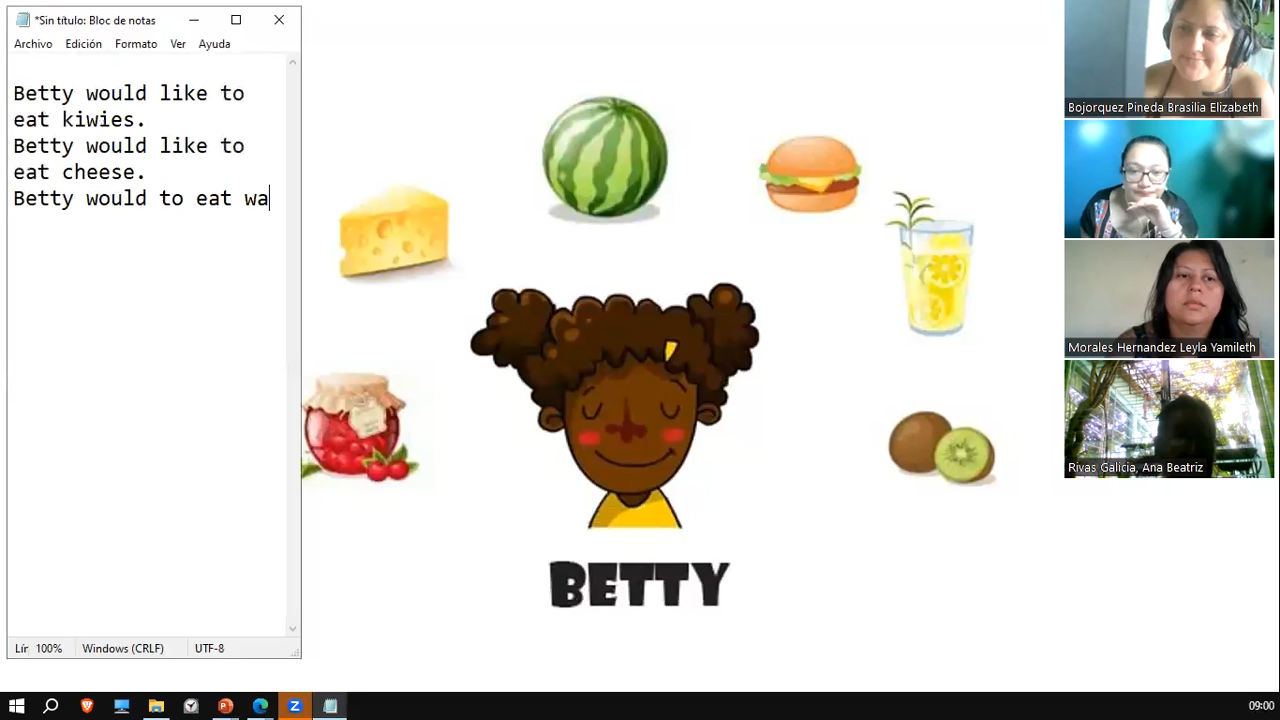 *Sin título: Bloc de notas
Archivo Edición Formato Ver Ayuda
Betty would like to
eat kiwies.
Betty would like to
eat cheese.
Betty would to eat wa
Lír 100% Windows (CRLF) UTF-8
BETTY
Bojorquez Pineda Brasilia Elizabeth
Morales Hernandez Leyla Yamileth
Rivas Galicia, Ana Beatriz
09:00